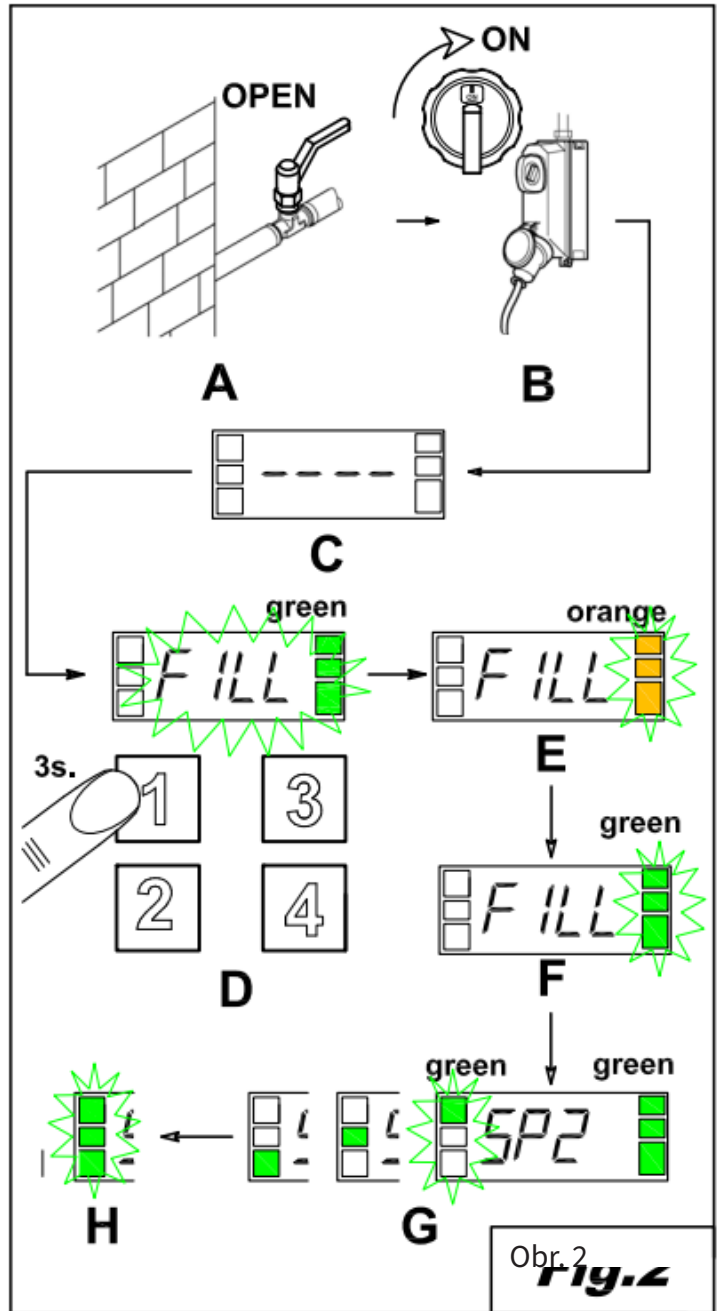 ON
OPEN
A
B
- - - -
C
green
FILL
orange
FILL
E
3s.
1
3
2
4
D
green
FILL
F
green
green
SP2
H
G
Obr. 2
Fig.2